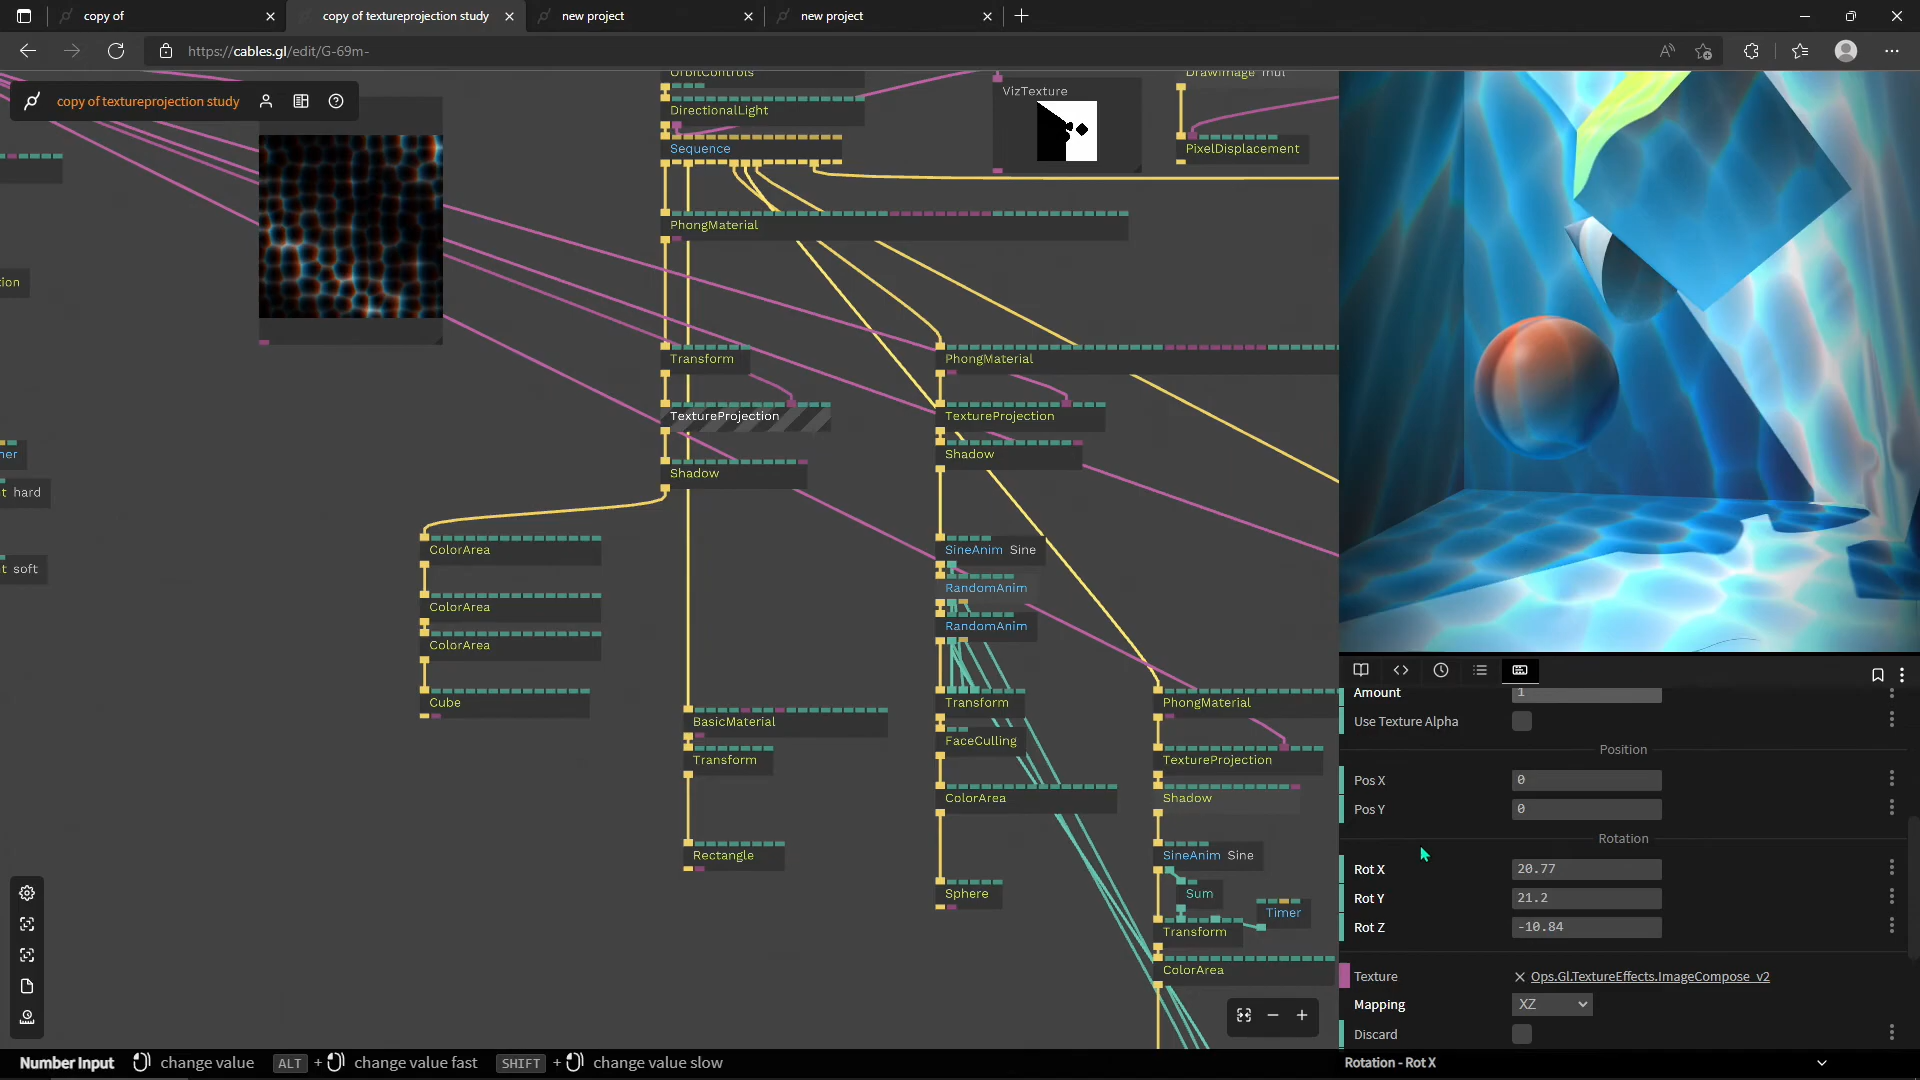 copy of
copy of textureprojection study
new project
new project
https://cables.gl/edit/G-69m-
copy of textureprojection study
OrbitControls
DirectionalLight
Sequence
VizTexture
DrawImage mul
PixelDisplacement
PhongMaterial
ion
Transform
PhongMaterial
TextureProjection
TextureProjection
ner
Shadow
Shadow
t hard
t soft
ColorArea
SineAnim Sine
RandomAnim
ColorArea
RandomAnim
ColorArea
Cube
Transform
PhongMaterial
BasicMaterial
FaceCulling
Transform
TextureProjection
ColorArea
Shadow
Rectangle
SineAnim Sine
Sphere
Sum
Timer
Transform
ColorArea
Amount
1
Use Texture Alpha
Position
Pos X
0
Pos Y
0
Rotation
Rot X
20.77
Rot Y
21.2
Rot Z
-10.84
Texture
Ops.Gl.TextureEffects.ImageCompose_v2
Mapping
XZ
Discard
Number Input
change value
ALT + change value fast
SHIFT + change value slow
Rotation - Rot X